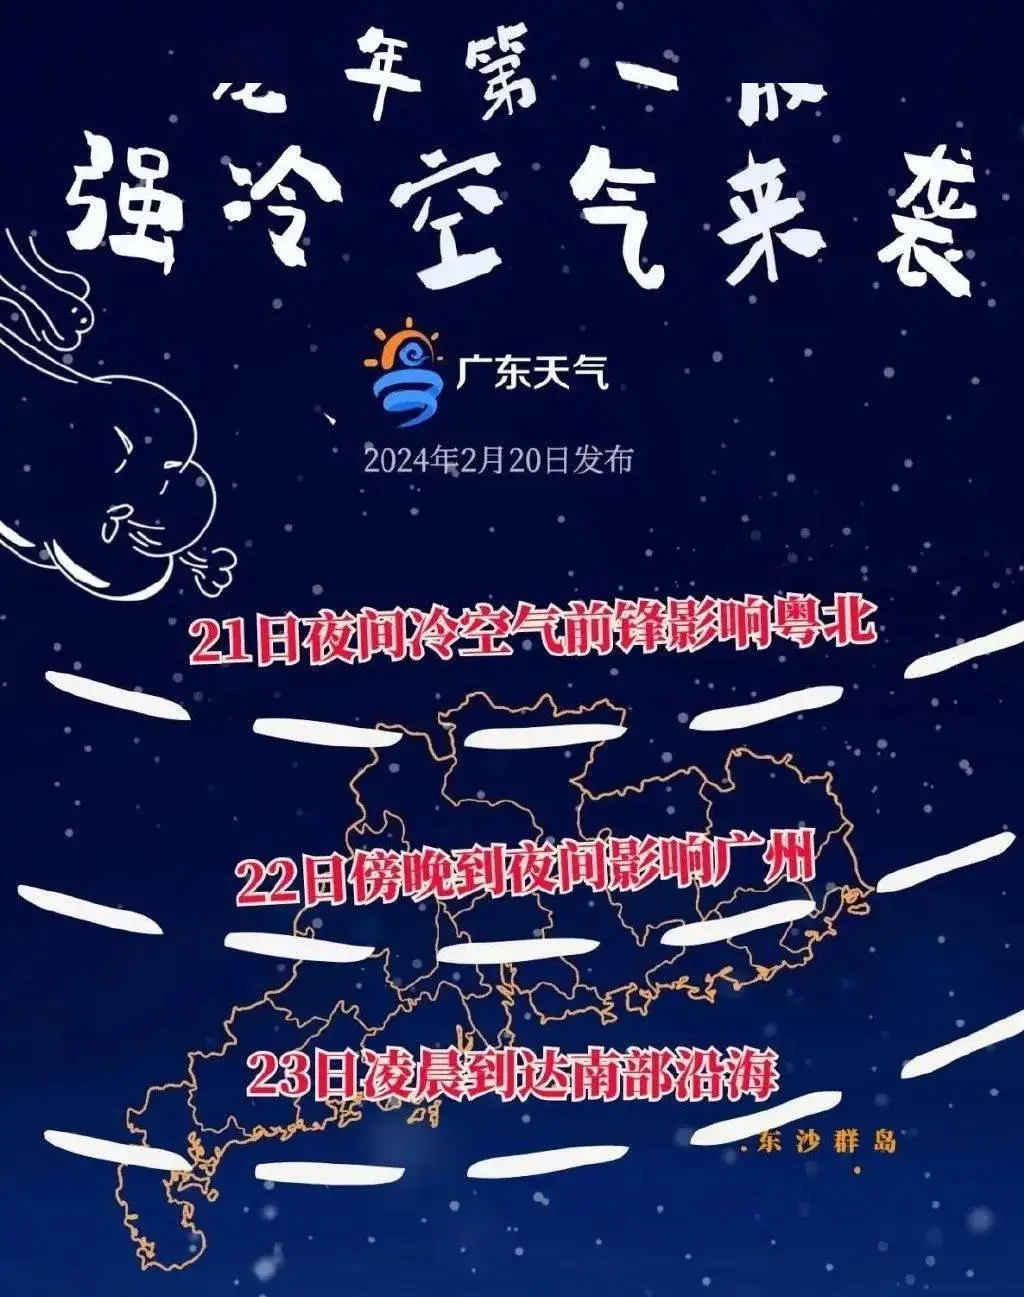 龙年第一股
强冷空气来袭
广东天气
2024年2月20日发布
21日夜间冷空气前锋影响粤北
22日傍晚到夜间影响广州
23日凌晨到达南部沿海
东沙群岛